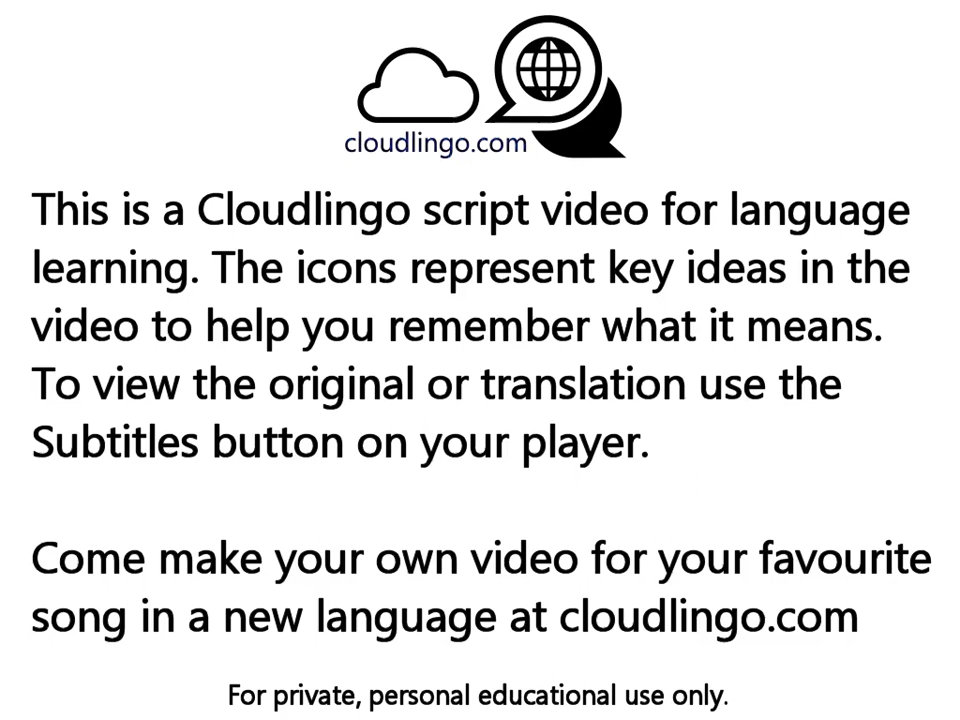 cloudlingo.com
This is a Cloudlingo script video for language
learning. The icons represent key ideas in the
video to help you remember what it means.
To view the original or translation use the
Subtitles button on your player.
Come make your own video for your favourite
song in a new language at cloudlingo.com
For private, personal educational use only.